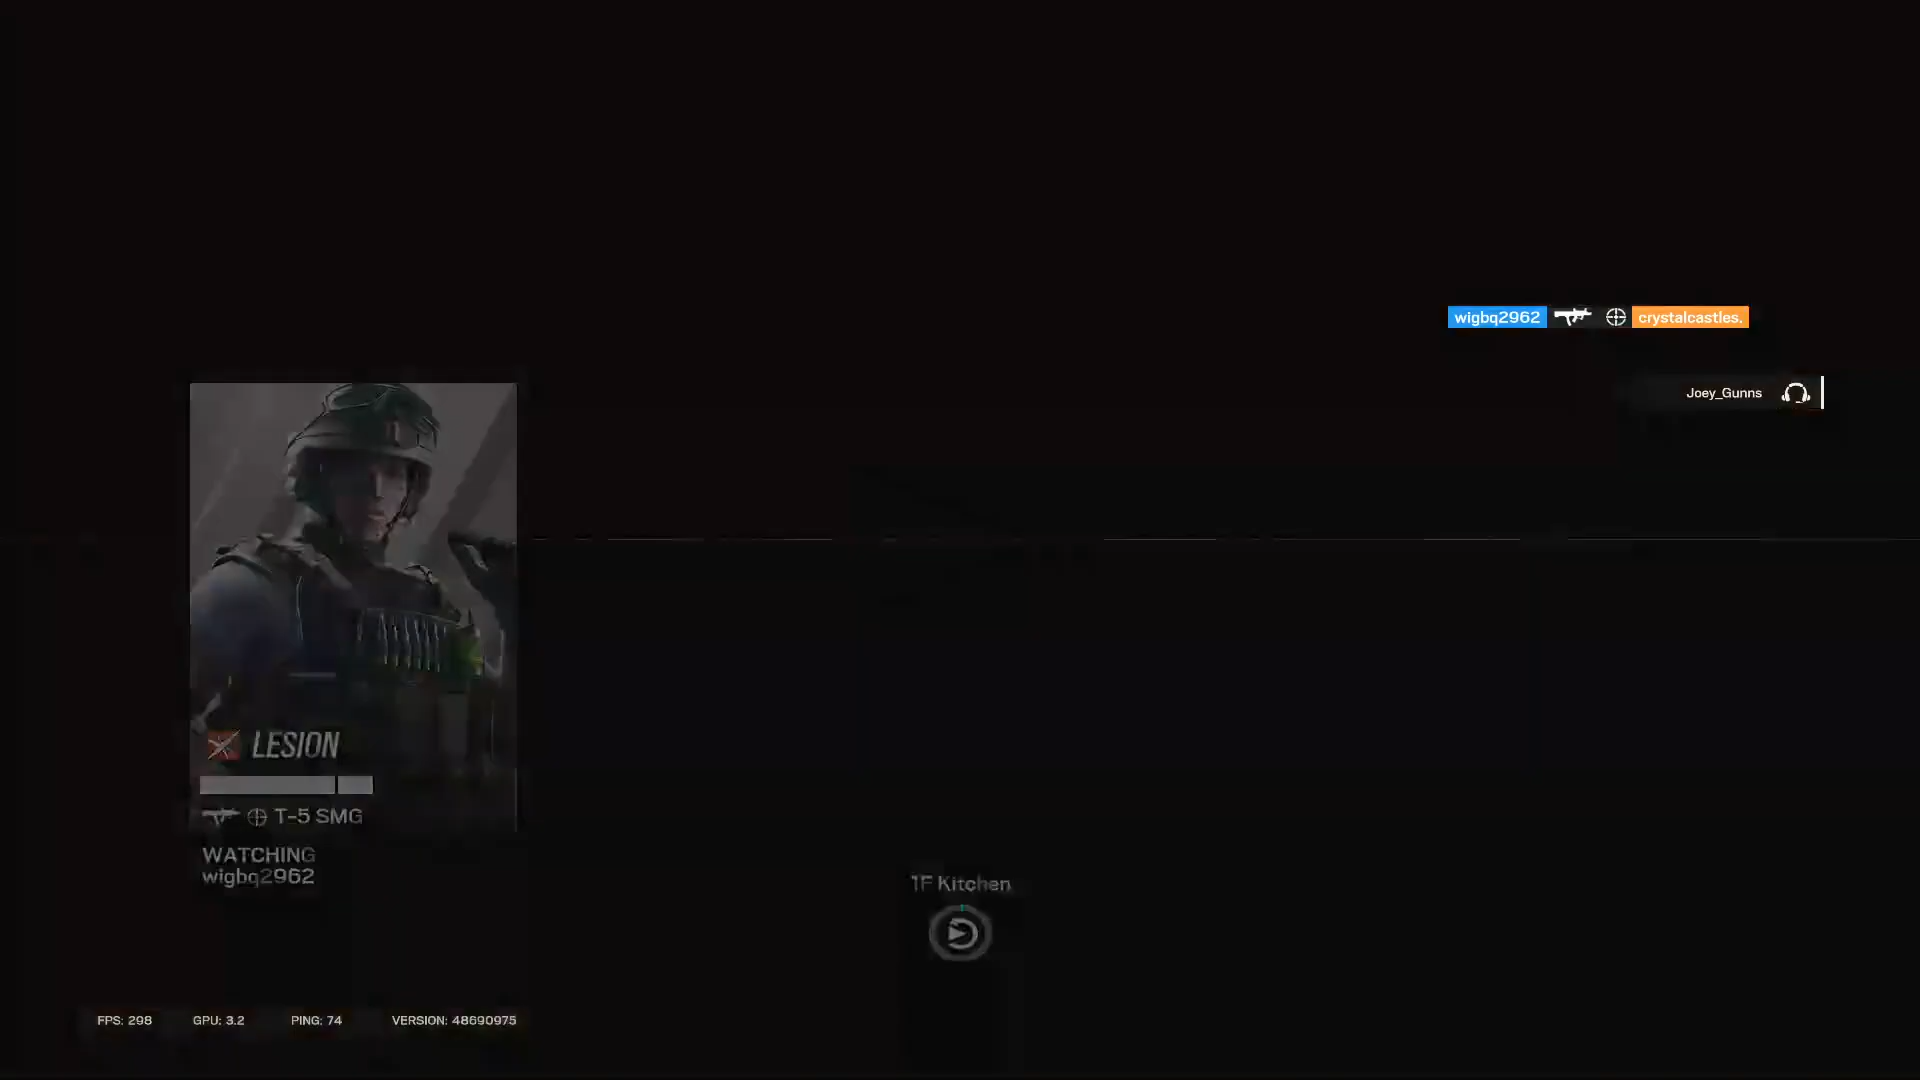 wigbq2962 crystalcastles.
Joey_Gunns
LESION
T-5 SMG
WATCHING
wigbq2962
1F Kitchen
FPS: 298 GPU: 3.2 PING: 74 VERSION: 48690975